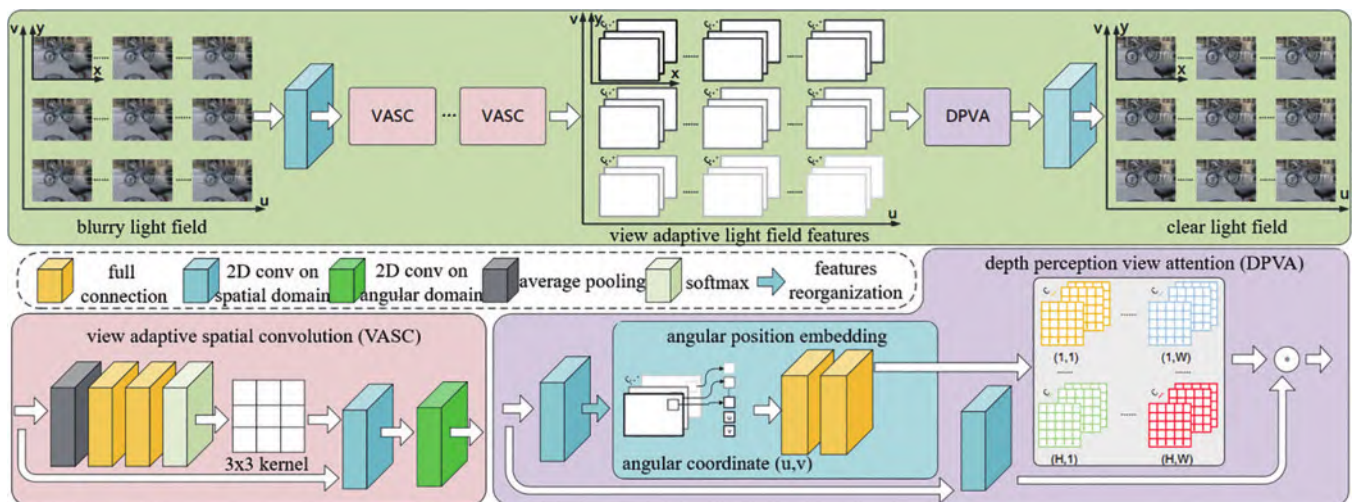 v y
x
u
blurry light field
VASC ... VASC
v y
c
x
c
c
u
view adaptive light field features
DPVA
v y
x
u
clear light field
full
connection
2D conv on
spatial domain
2D conv on
angular domain
average pooling
softmax
features
reorganization
view adaptive spatial convolution (VASC)
3x3 kernel
depth perception view attention (DPVA)
angular position embedding
c
u
v
angular coordinate (u,v)
c
c
(1,1)
(1,W)
c
c
(H,1)
(H,W)